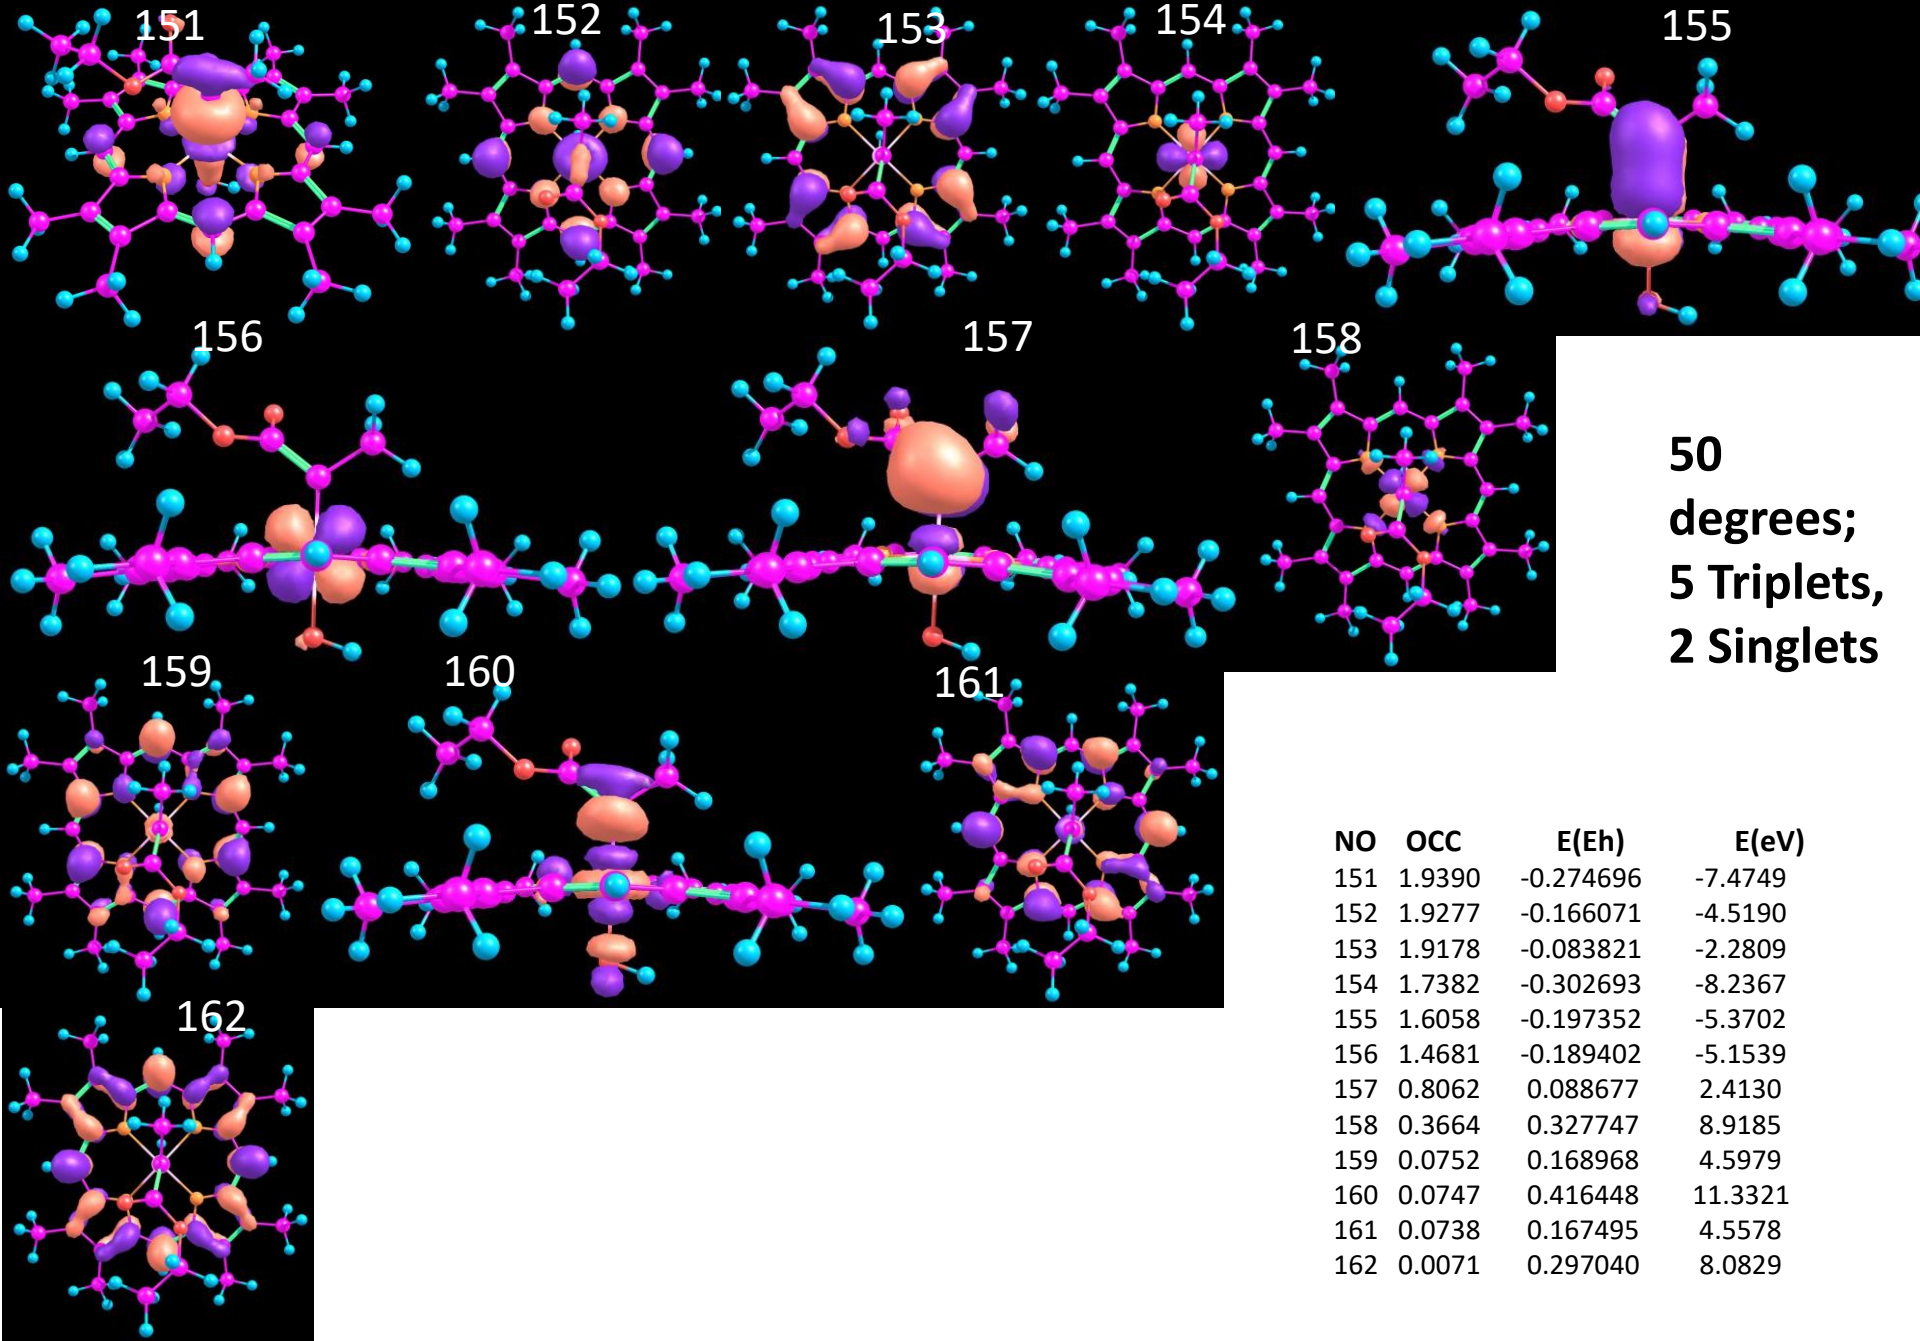 151
152
153
154
155
156
157
158
50
degrees;
5 Triplets,
2 Singlets
159
160
161
NO OCC E(Eh) E(eV)
151 1.9390 -0.274696 -7.4749
152 1.9277 -0.166071 -4.5190
153 1.9178 -0.083821 -2.2809
154 1.7382 -0.302693 -8.2367
155 1.6058 -0.197352 -5.3702
156 1.4681 -0.189402 -5.1539
157 0.8062 0.088677 2.4130
158 0.3664 0.327747 8.9185
159 0.0752 0.168968 4.5979
160 0.0747 0.416448 11.3321
161 0.0738 0.167495 4.5578
162 0.0071 0.297040 8.0829
162